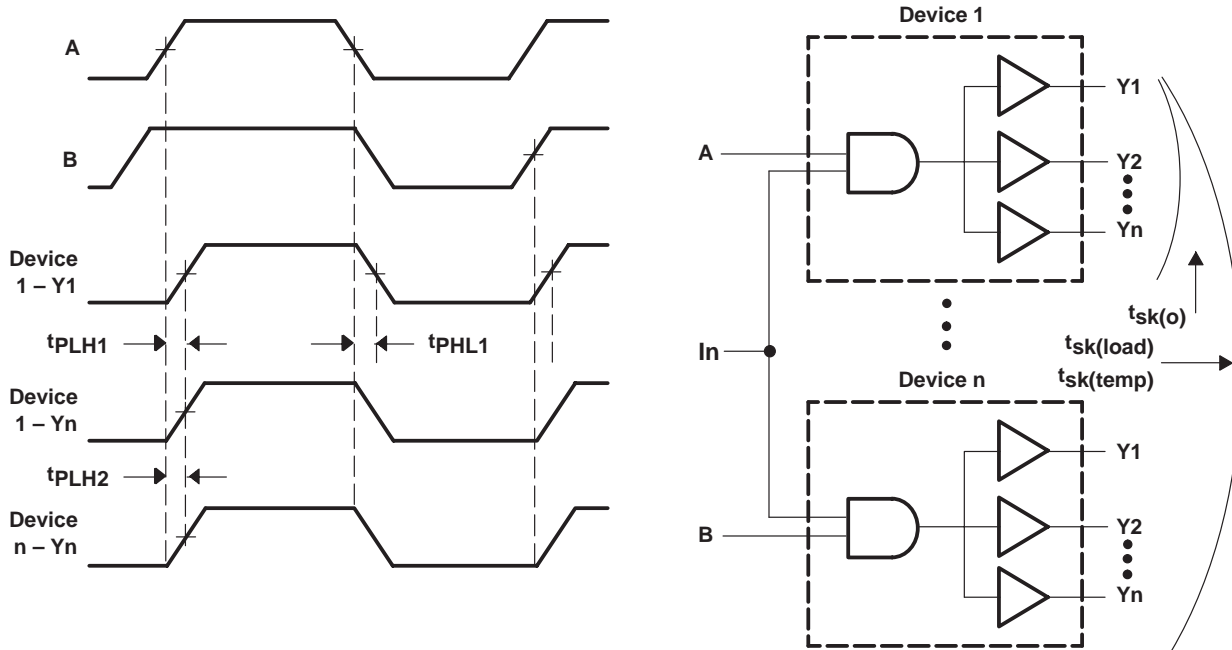 A
B
Device
1 – Y1
tPLH1
tPHL1
Device
1 – Yn
tPLH2
Device
n – Yn
Device 1
A
Y1
Y2
Yn
tsk(o)
In
tsk(load)
tsk(temp)
Device n
Y1
B
Y2
Yn